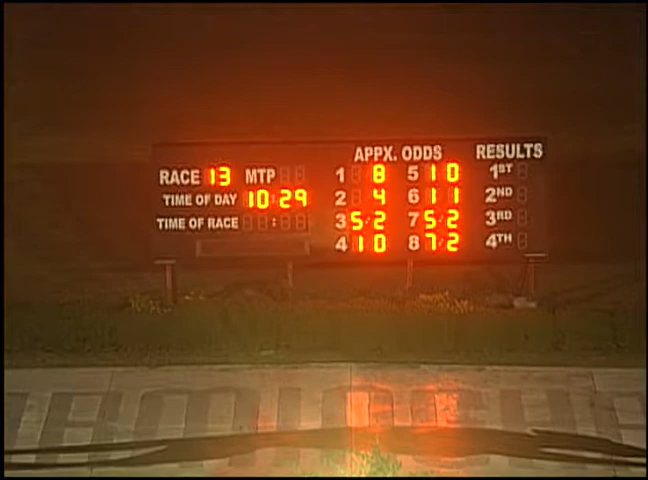 APPX. ODDS RESULTS
RACE 13 MTP 1 8 5 10 1ST
TIME OF DAY 10:29 2 4 6 11 2ND
TIME OF RACE : 3 5-2 7 5-2 3RD
4 10 8 7-2 4TH